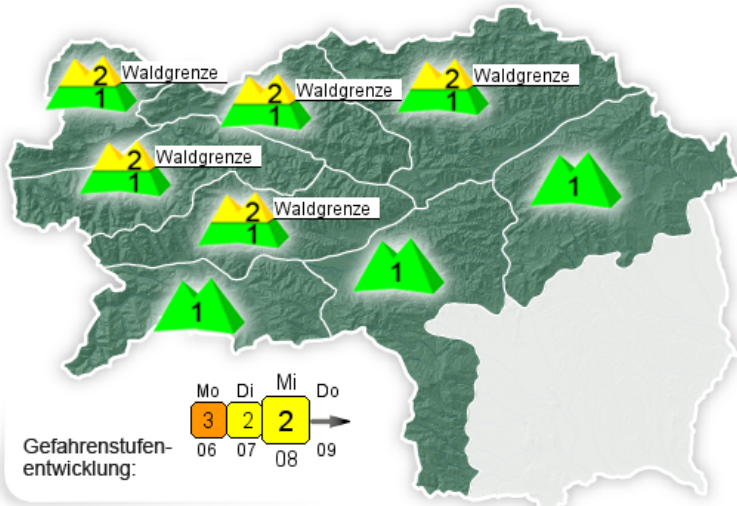 2 Waldgrenze
1
2 Waldgrenze
1
2 Waldgrenze
1
2 Waldgrenze
1
1
2 Waldgrenze
1
1
1
Mo Di Mi Do
3 2 2
06 07 08 09
Gefahrenstufen-
entwicklung: